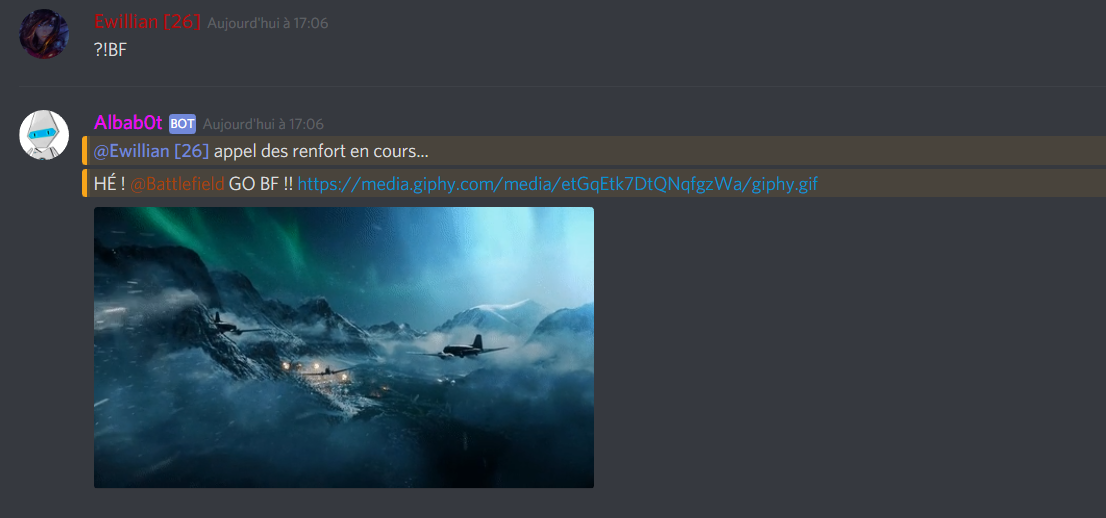 Ewillian [26] Aujourd'hui à 17:06
?!BF
Albab0t BOT Aujourd'hui à 17:06
@Ewillian [26] appel des renfort en cours...
HÉ ! @Battlefield GO BF !! https://media.giphy.com/media/etGqEtk7DtQNqfgzWa/giphy.gif